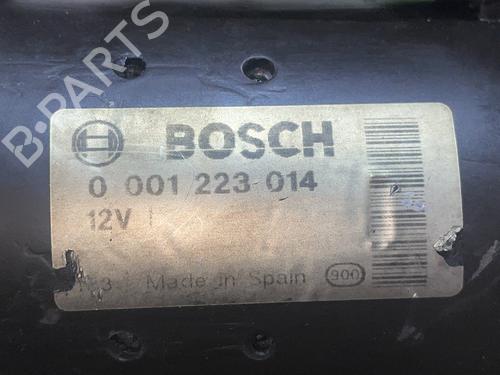 B-PARTS
BOSCH
0 001 223 014
12V
Made in Spain 900